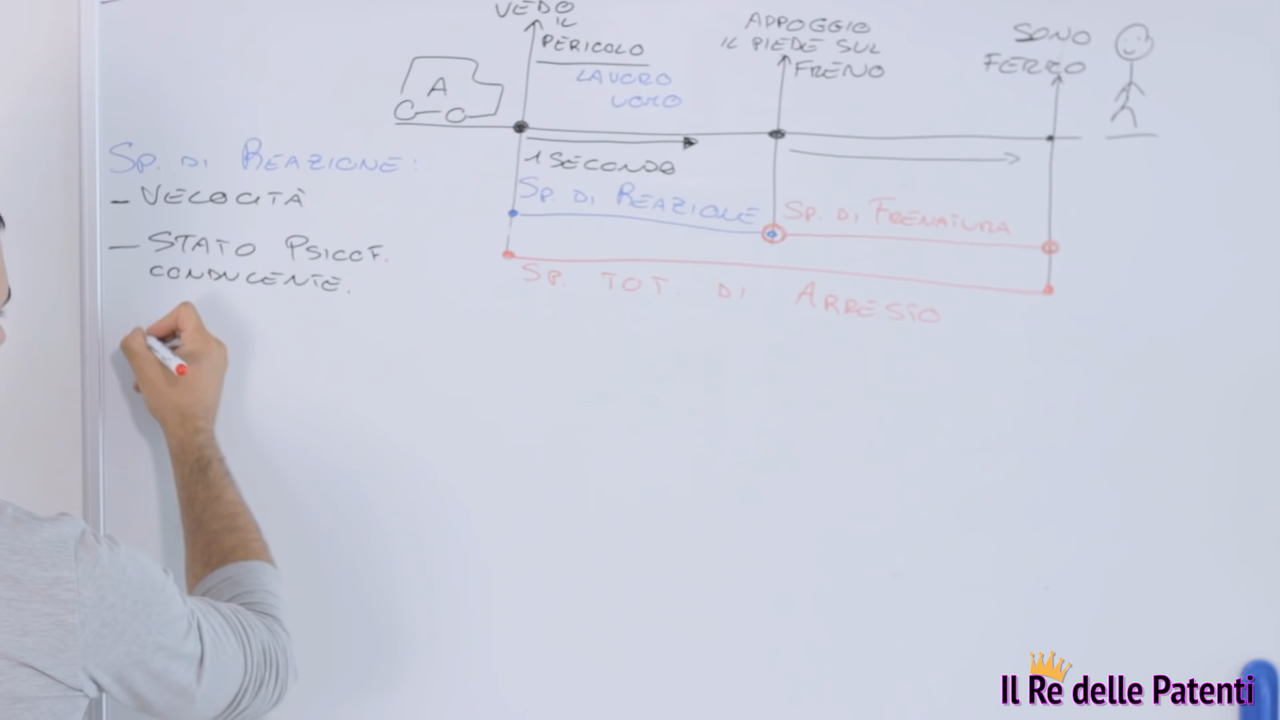 VEDO
IL
PERICOLO
LAVORO
VORO
APPOGGIO
IL PIEDE SUL
FRENO
SONO
FERMO
A
1 SECONDO
SP. DI REAZIONE
SP. DI FRENATURA
SP. TOT. DI ARRESTO
SP. DI REAZIONE:
- VELOCITÀ
- STATO PSICOF.
CONDUCENTE.
Il Re delle Patenti